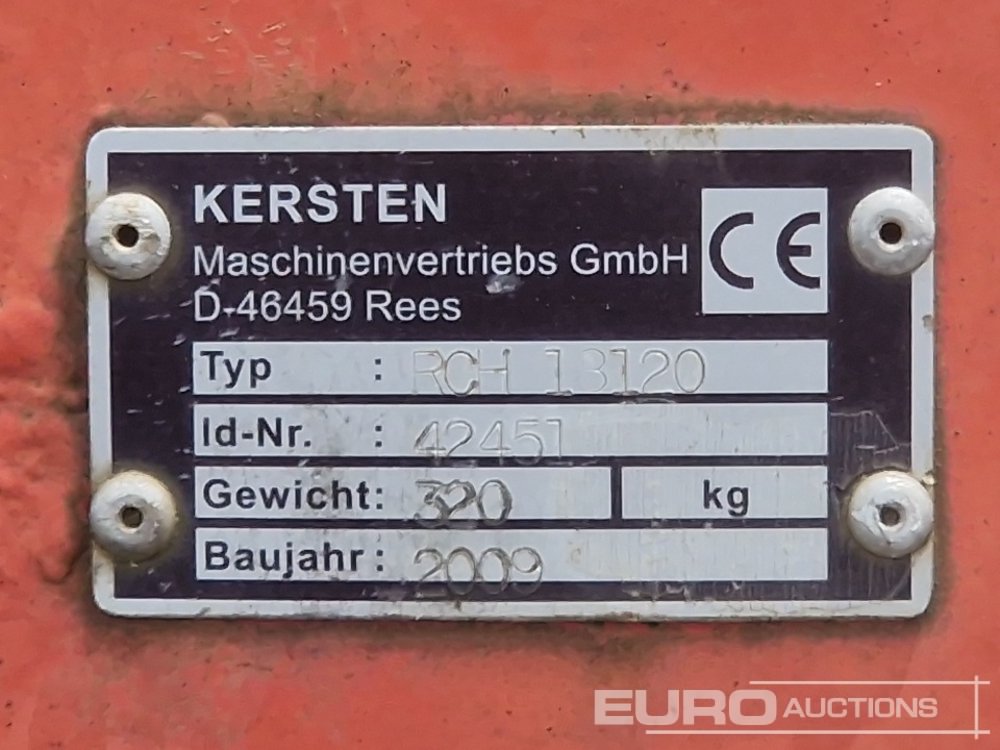 KERSTEN
Maschinenvertriebs GmbH
D-46459 Rees
CE
Typ : RCH 13120
Id-Nr. : 42451
Gewicht: 320 kg
Baujahr: 2009
EURO AUCTIONS